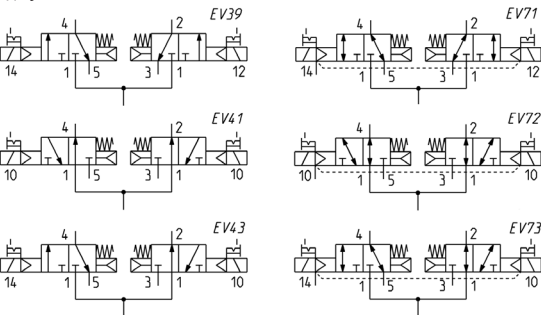 4 2 EV39
14 1 5 3 1 12
4 2 EV71
14 1 5 3 1 12
4 2 EV41
10 1 5 3 1 10
4 2 EV72
10 1 5 3 1 10
4 2 EV43
14 1 5 3 1 10
4 2 EV73
14 1 5 3 1 10